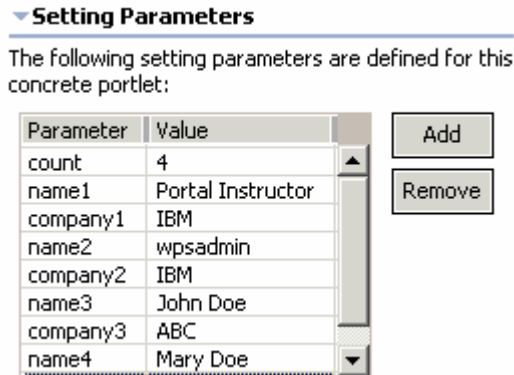 Setting Parameters
The following setting parameters are defined for this
concrete portlet:
Parameter Value
count 4
name1 Portal Instructor
company1 IBM
name2 wpsadmin
company2 IBM
name3 John Doe
company3 ABC
name4 Mary Doe
Add
Remove